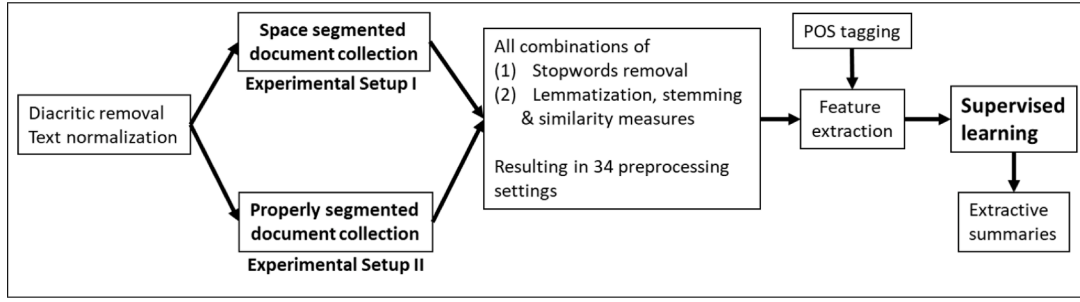 Diacritic removal
Text normalization
Space segmented
document collection
Experimental Setup I
Properly segmented
document collection
Experimental Setup II
All combinations of
(1) Stopwords removal
(2) Lemmatization, stemming
& similarity measures
Resulting in 34 preprocessing
settings
POS tagging
Feature
extraction
Supervised
learning
Extractive
summaries